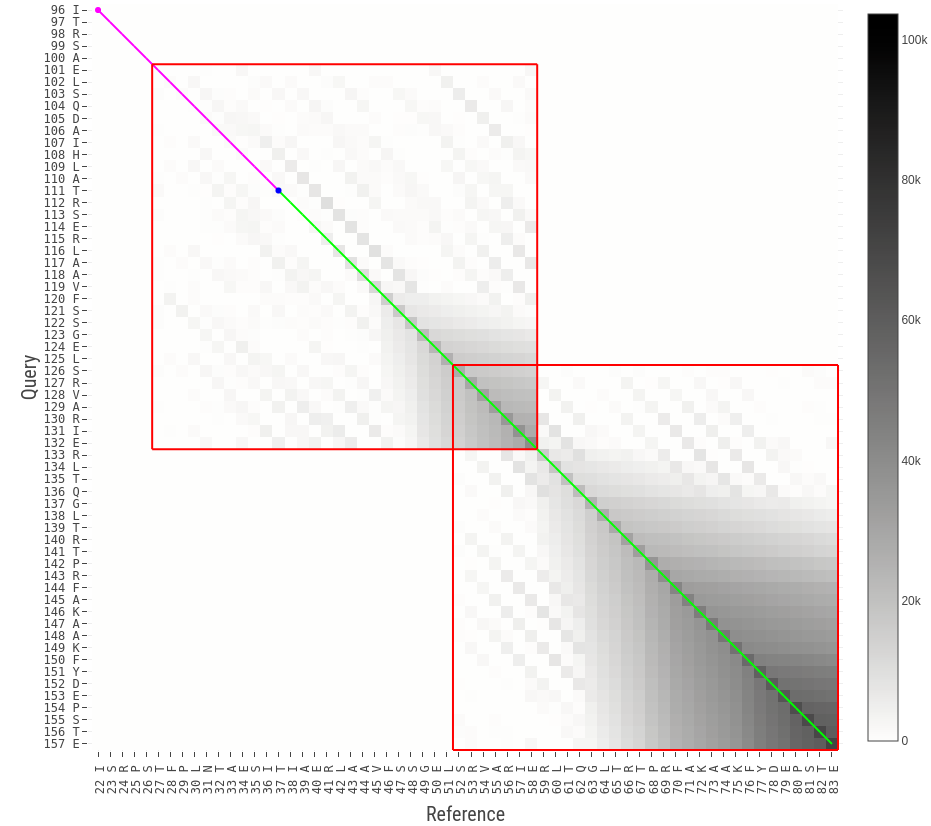 96 I
97 T
98 R
99 S
100 A
101 E
102 L
103 S
104 Q
105 D
106 A
107 I
108 H
109 L
110 A
111 T
112 R
113 S
114 E
115 R
116 L
117 A
118 A
119 V
120 F
121 S
122 S
123 G
124 E
125 L
126 S
127 R
128 V
129 A
130 R
131 I
132 E
133 R
134 L
135 T
136 Q
137 G
138 L
139 T
140 R
141 T
142 P
143 R
144 F
145 A
146 K
147 A
148 A
149 K
150 F
151 Y
152 D
153 E
154 P
155 S
156 T
157 E
Query
22 I
23 S
24 R
25 P
26 S
27 T
28 F
29 P
30 L
31 N
32 T
33 A
34 E
35 S
36 I
37 T
38 I
39 A
40 E
41 R
42 L
43 A
44 A
45 V
46 F
47 S
48 S
49 G
50 E
51 L
52 S
53 R
54 V
55 A
56 R
57 I
58 E
59 R
60 L
61 T
62 Q
63 G
64 L
65 T
66 R
67 T
68 P
69 R
70 F
71 A
72 K
73 A
74 A
75 K
76 F
77 Y
78 D
79 E
80 P
81 S
82 T
83 E
Reference
100k
80k
60k
40k
20k
0